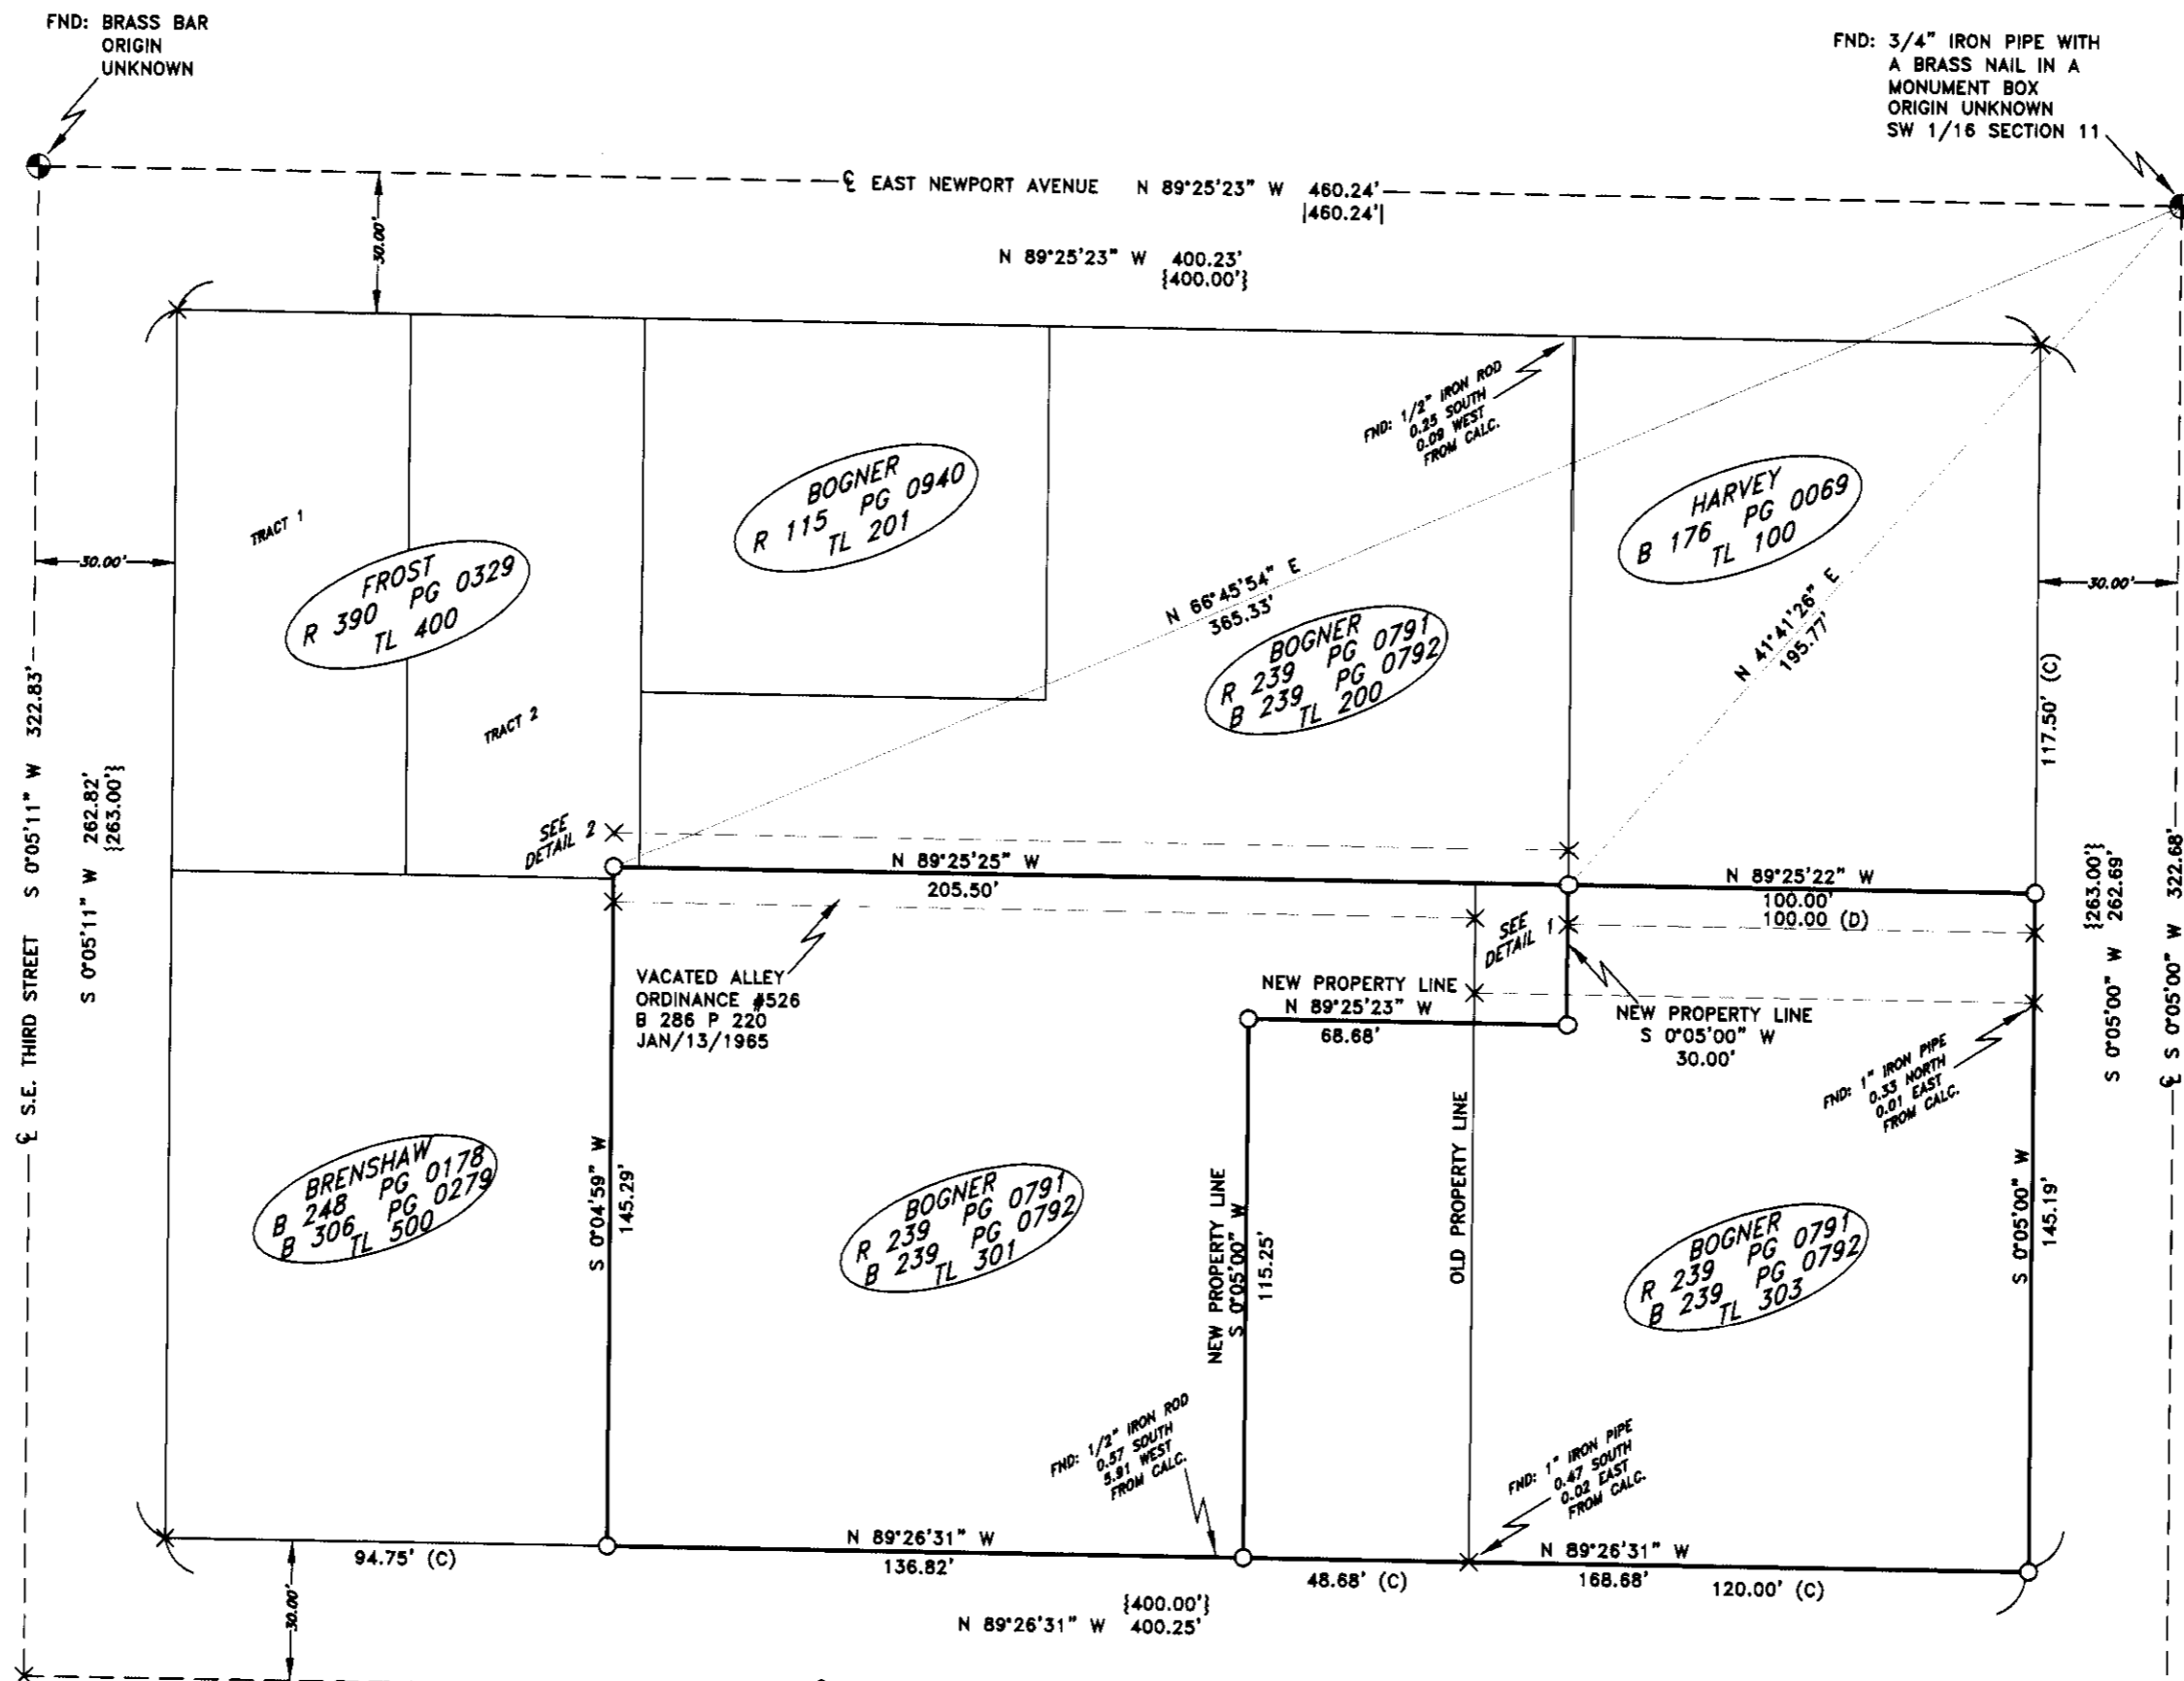 FND: BRASS BAR
ORIGIN
UNKNOWN
FND: 3/4" IRON PIPE WITH
A BRASS NAIL IN A
MONUMENT BOX
ORIGIN UNKNOWN
SW 1/16 SECTION 11
℄ EAST NEWPORT AVENUE N 89°25'23" W 460.24'
|460.24'|
30.00'
N 89°25'23" W 400.23'
{400.00'}
FND: 1/2" IRON ROD
0.25 SOUTH
0.09 WEST
FROM CALC.
BOGNER
R 115 PG 0940
TL 201
HARVEY
B 176 PG 0069
TL 100
TRACT 1
30.00'
FROST
R 390 PG 0329
TL 400
30.00'
N 66°45'54" E
365.33'
BOGNER
R 239 PG 0791
B 239 PG 0792
TL 200
N 41°41'26" E
195.77'
117.50' (C)
TRACT 2
℄ S.E. THIRD STREET S 0°05'11" W 322.83'
S 0°05'11" W 262.82'
{263.00'}
SEE
DETAIL 2
N 89°25'25" W
205.50'
N 89°25'22" W
100.00'
100.00 (D)
{263.00'}
S 0°05'00" W 262.69'
℄ S 0°05'00" W 322.68'
SEE
DETAIL 1
VACATED ALLEY
ORDINANCE #526
B 286 P 220
JAN/13/1965
NEW PROPERTY LINE
N 89°25'23" W
68.68'
NEW PROPERTY LINE
S 0°05'00" W
30.00'
FND: 1" IRON PIPE
0.33 NORTH
0.01 EAST
FROM CALC.
BRENSHAW
B 248 PG 0178
B 306 PG 0279
TL 500
S 0°04'59" W
145.29'
BOGNER
R 239 PG 0791
B 239 PG 0792
TL 301
NEW PROPERTY LINE
S 0°05'00" W
115.25'
OLD PROPERTY LINE
BOGNER
R 239 PG 0791
B 239 PG 0792
TL 303
S 0°05'00" W
145.19'
FND: 1/2" IRON ROD
0.57 SOUTH
5.91 WEST
FROM CALC.
FND: 1" IRON PIPE
0.47 SOUTH
0.02 EAST
FROM CALC.
94.75' (C)
N 89°26'31" W
136.82'
48.68' (C)
N 89°26'31" W
168.68'
120.00' (C)
30.00'
{400.00'}
N 89°26'31" W 400.25'